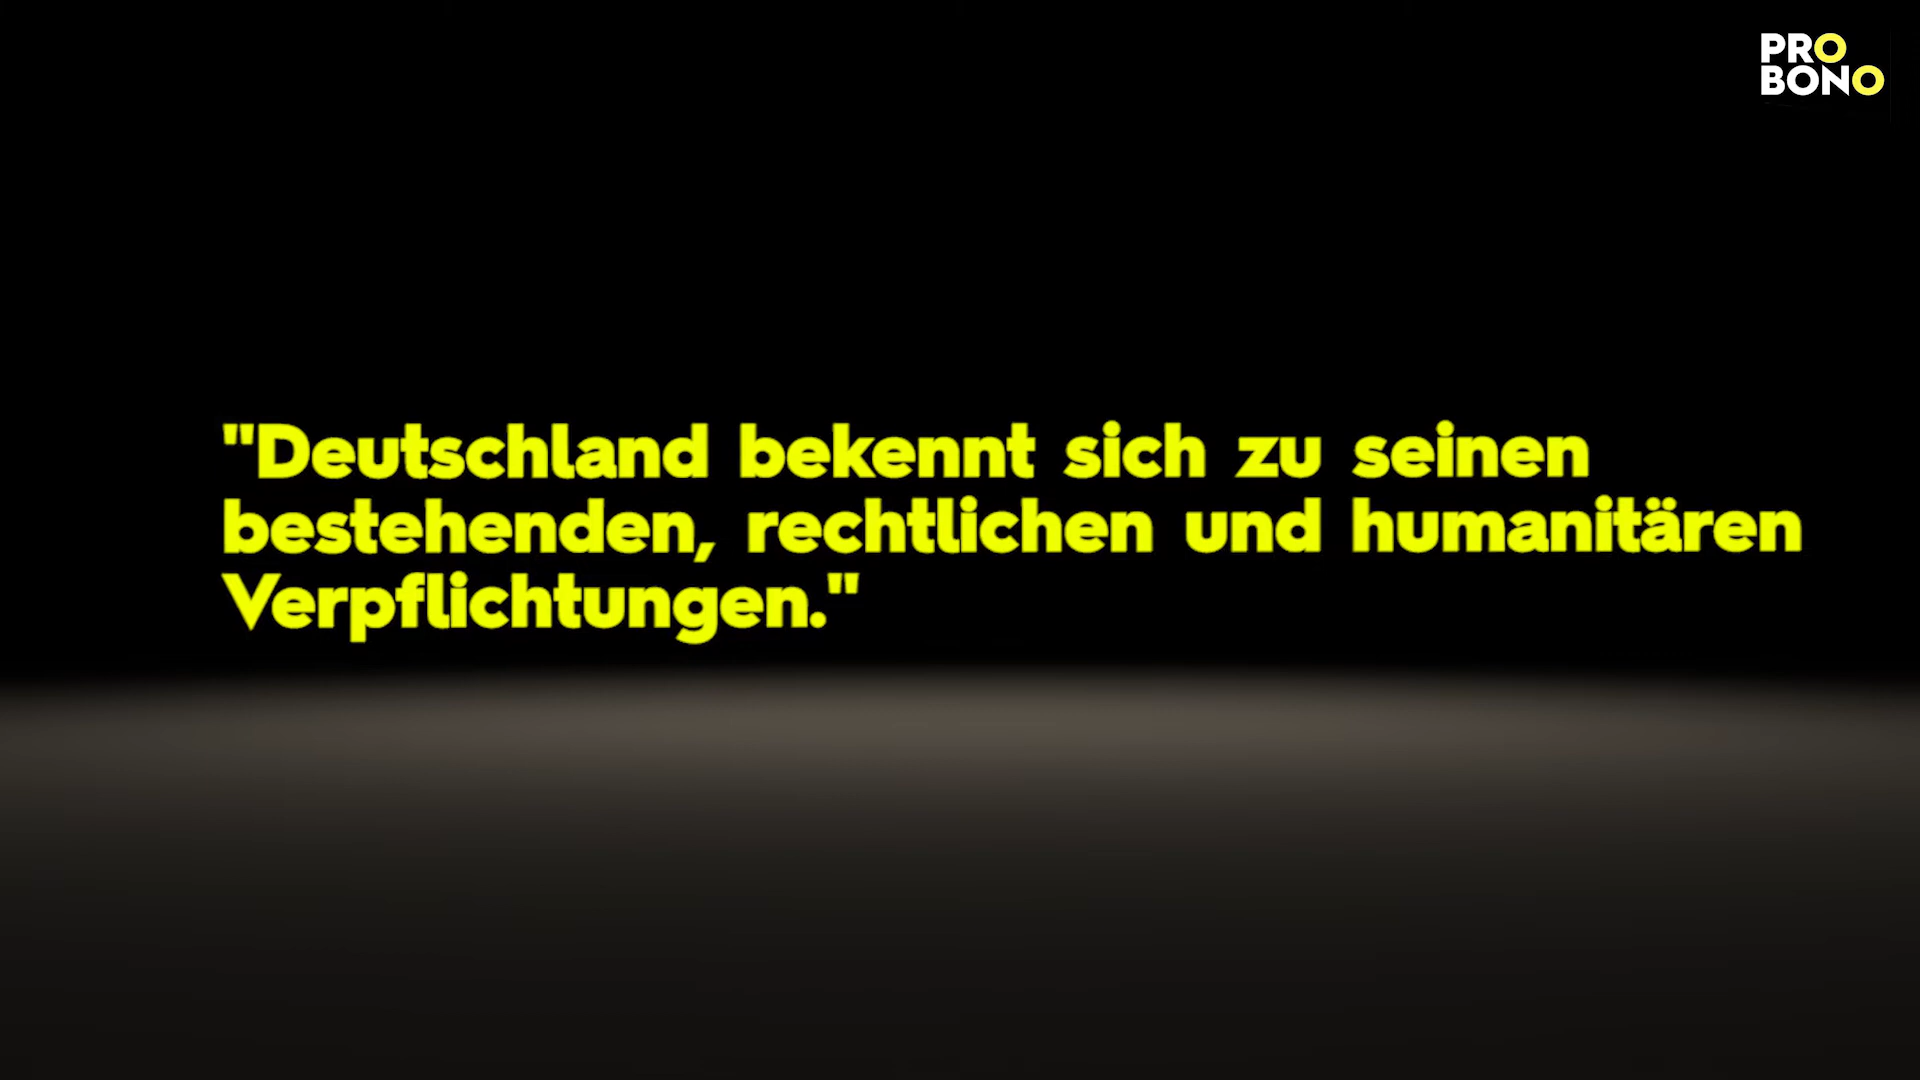 PRO
BONO
"Deutschland bekennt sich zu seinen
bestehenden, rechtlichen und humanitären
Verpflichtungen."